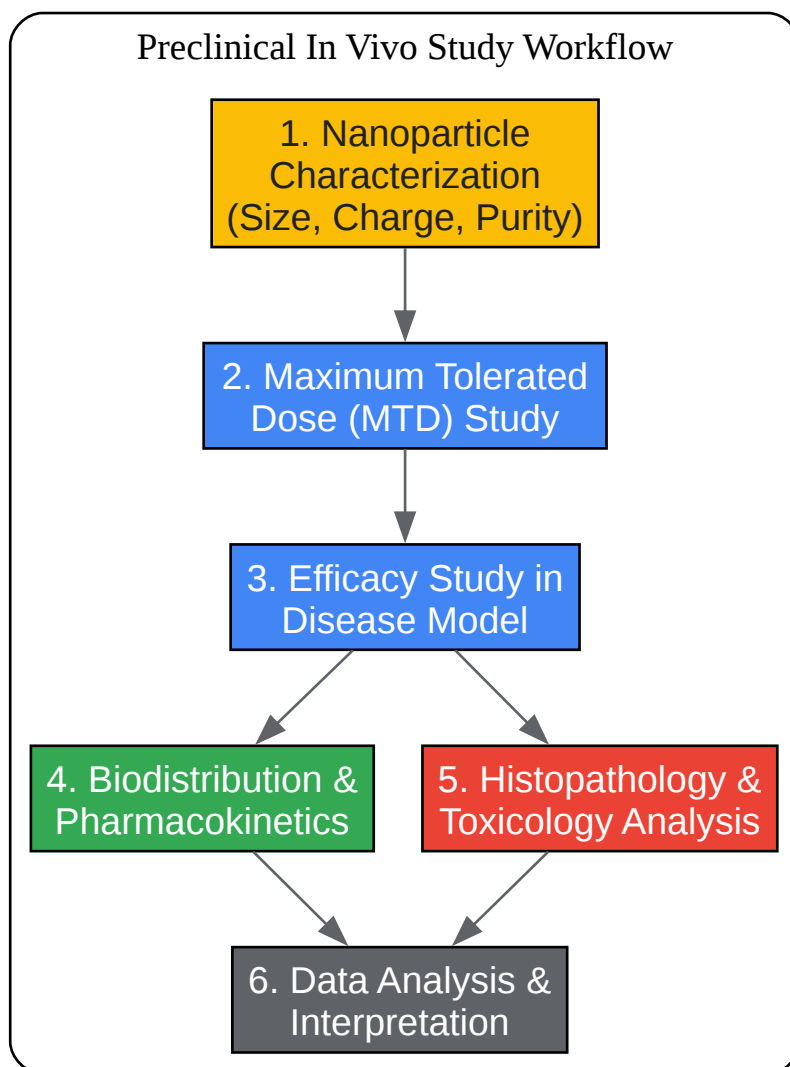 Preclinical In Vivo Study Workflow
1. Nanoparticle
Characterization
(Size, Charge, Purity)
2. Maximum Tolerated
Dose (MTD) Study
3. Efficacy Study in
Disease Model
4. Biodistribution &
Pharmacokinetics
5. Histopathology &
Toxicology Analysis
6. Data Analysis &
Interpretation